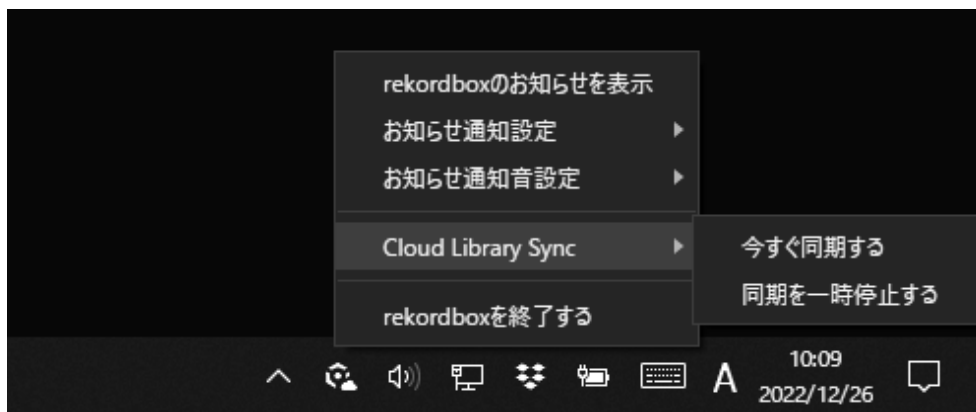 rekordboxのお知らせを表示
お知らせ通知設定
お知らせ通知音設定
Cloud Library Sync
今すぐ同期する
同期を一時停止する
rekordboxを終了する
A
10:09
2022/12/26